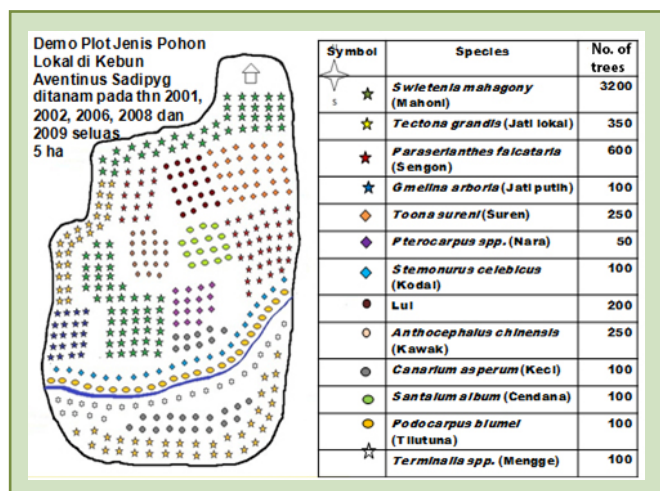 Demo Plot Jenis Pohon
Lokal di Kebun
Aventinus Sadipyg
ditanam pada thn 2001,
2002, 2006, 2008 dan
2009 seluas
5 ha
Symbol Species No. of
trees
S
Swietenia mahagony
(Mahoni) 3200
Tectona grandis (Jati lokal) 350
Paraserianthes falcataria
(Sengon) 600
Gmelina arboria (Jati putih) 100
Toona sureni (Suren) 250
Pterocarpus spp. (Nara) 50
Stemonurus celebicus
(Kodal) 100
Lui 200
Anthocephalus chinensis
(Kawak) 250
Canarium asperum (Keci) 100
Santalum album (Cendana) 100
Podocarpus blumei
(Tilutuna) 100
Terminalia spp. (Mengge) 100